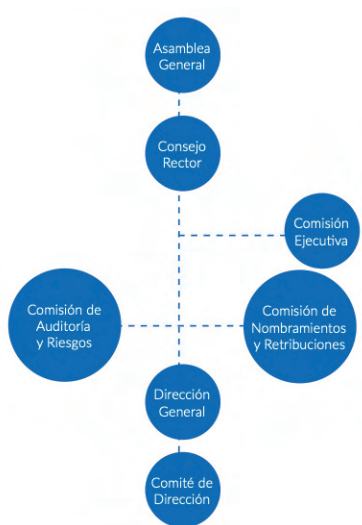 Asamblea
General
Consejo
Rector
Comisión
Ejecutiva
Comisión de
Auditoría
y Riesgos
Comisión de
Nombramientos
y Retribuciones
Dirección
General
Comité de
Dirección